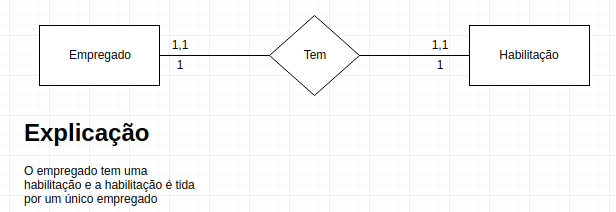 1,1
1,1
Empregado
Tem
Habilitação
1
1
Explicação
O empregado tem uma
habilitação e a habilitação é tida
por um único empregado